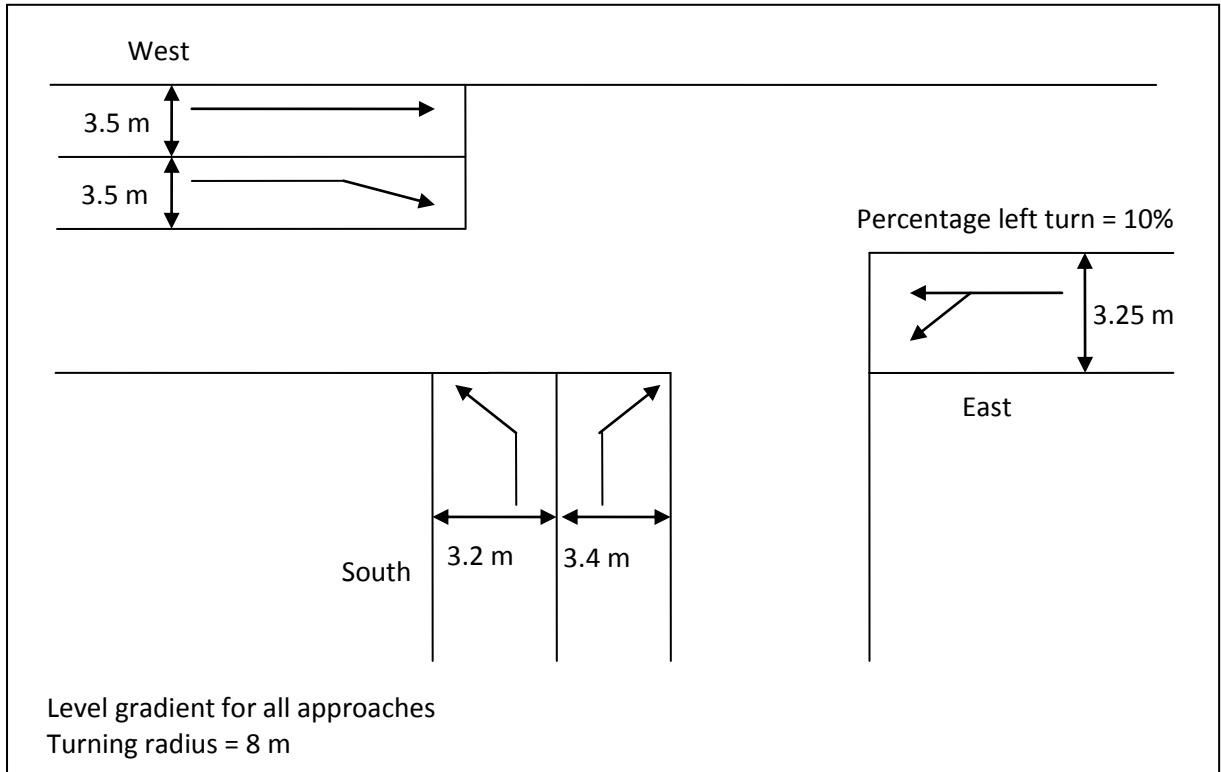 West
3.5 m
3.5 m
Percentage left turn = 10%
3.25 m
East
3.2 m
3.4 m
South
Level gradient for all approaches
Turning radius = 8 m